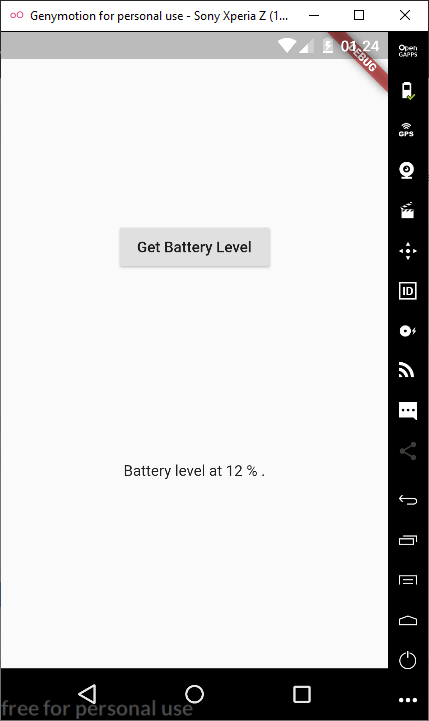 Genymotion for personal use - Sony Xperia Z (1...
01:24
DEBUG
Open
GAPPS
GPS
ID
Get Battery Level
Battery level at 12 % .
free for personal use